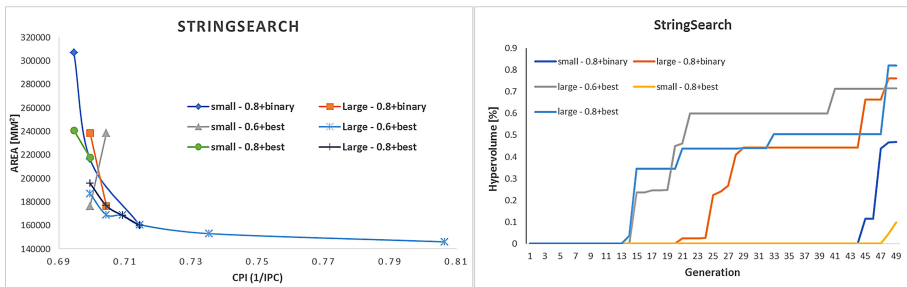 STRINGSEARCH
AREA [MM²]
320000
300000
280000
260000
240000
220000
200000
180000
160000
140000
small - 0.8+binary
Large - 0.8+binary
small - 0.6+best
Large - 0.6+best
small - 0.8+best
Large - 0.8+best
0.69 0.71 0.73 0.75 0.77 0.79 0.81
CPI (1/IPC)
StringSearch
Hypervolume [%]
0.9
0.8
0.7
0.6
0.5
0.4
0.3
0.2
0.1
0
small - 0.8+binary
large - 0.8+binary
large - 0.6+best
small - 0.8+best
large - 0.8+best
1 3 5 7 9 11 13 15 17 19 21 23 25 27 29 31 33 35 37 39 41 43 45 47 49
Generation